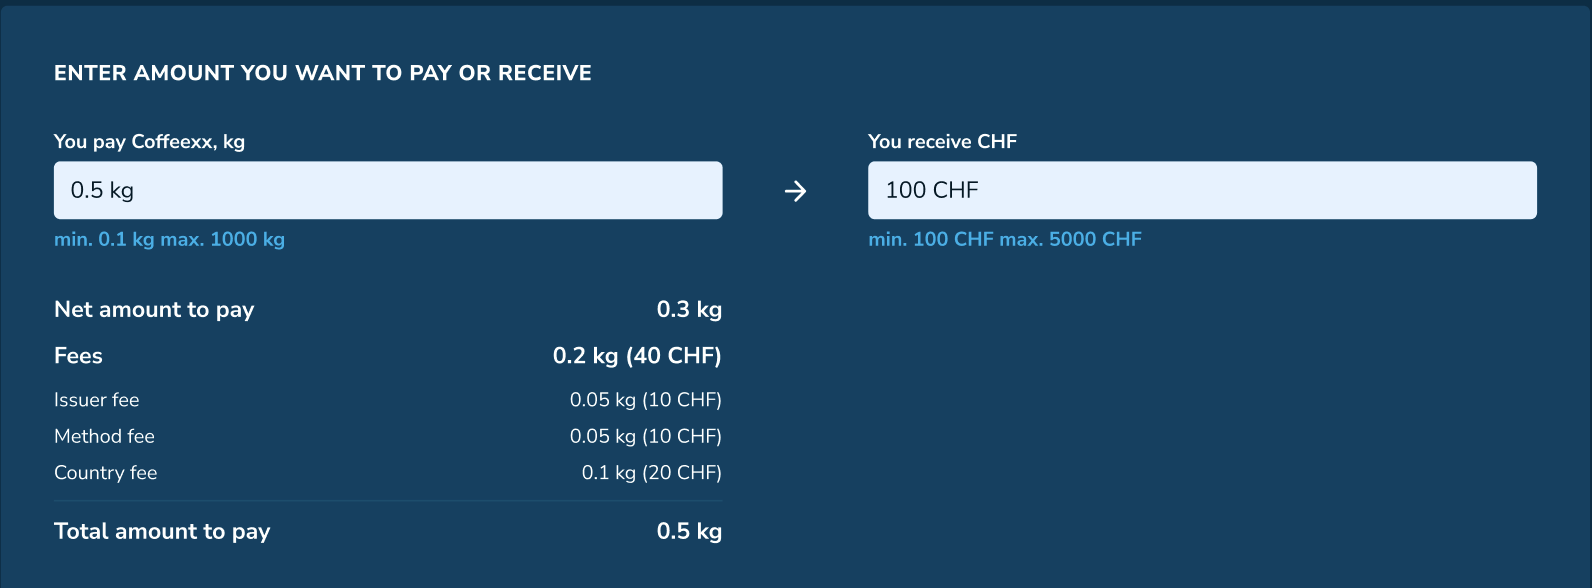 ENTER AMOUNT YOU WANT TO PAY OR RECEIVE
You pay Coffeexx, kg
0.5 kg
min. 0.1 kg max. 1000 kg
→
You receive CHF
100 CHF
min. 100 CHF max. 5000 CHF
Net amount to pay 0.3 kg
Fees 0.2 kg (40 CHF)
Issuer fee 0.05 kg (10 CHF)
Method fee 0.05 kg (10 CHF)
Country fee 0.1 kg (20 CHF)
Total amount to pay 0.5 kg